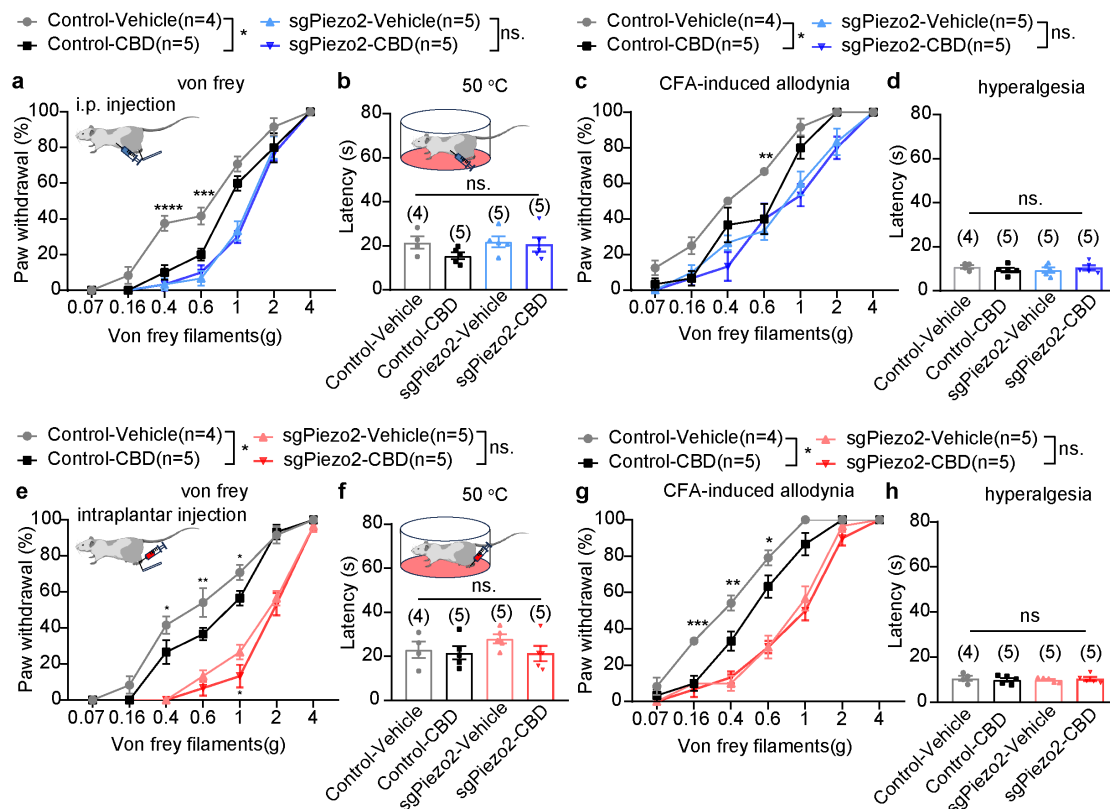 Control-Vehicle(n=4)
Control-CBD(n=5)
*
sgPiezo2-Vehicle(n=5)
sgPiezo2-CBD(n=5)
ns.
Control-Vehicle(n=4)
Control-CBD(n=5)
*
sgPiezo2-Vehicle(n=5)
sgPiezo2-CBD(n=5)
ns.
a
von frey
i.p. injection
Paw withdrawal (%)
100
80
60
40
20
0
****
***
0.07 0.16 0.4 0.6 1 2 4
Von frey filaments(g)
b
50 °C
Latency (s)
80
60
40
20
0
ns.
(4) (5) (5) (5)
Control-Vehicle
Control-CBD
sgPiezo2-Vehicle
sgPiezo2-CBD
c
CFA-induced allodynia
Paw withdrawal (%)
100
80
60
40
20
0
**
0.07 0.16 0.4 0.6 1 2 4
Von frey filaments(g)
d
hyperalgesia
Latency (s)
80
60
40
20
0
ns.
(4) (5) (5) (5)
Control-Vehicle
Control-CBD
sgPiezo2-Vehicle
sgPiezo2-CBD
Control-Vehicle(n=4)
Control-CBD(n=5)
*
sgPiezo2-Vehicle(n=5)
sgPiezo2-CBD(n=5)
ns.
Control-Vehicle(n=4)
Control-CBD(n=5)
*
sgPiezo2-Vehicle(n=5)
sgPiezo2-CBD(n=5)
ns.
e
von frey
intraplantar injection
Paw withdrawal (%)
100
80
60
40
20
0
*
**
*
*
0.07 0.16 0.4 0.6 1 2 4
Von frey filaments(g)
f
50 °C
Latency (s)
80
60
40
20
0
ns.
(4) (5) (5) (5)
Control-Vehicle
Control-CBD
sgPiezo2-Vehicle
sgPiezo2-CBD
g
CFA-induced allodynia
Paw withdrawal (%)
100
80
60
40
20
0
***
**
*
0.07 0.16 0.4 0.6 1 2 4
Von frey filaments(g)
h
hyperalgesia
Latency (s)
80
60
40
20
0
ns
(4) (5) (5) (5)
Control-Vehicle
Control-CBD
sgPiezo2-Vehicle
sgPiezo2-CBD